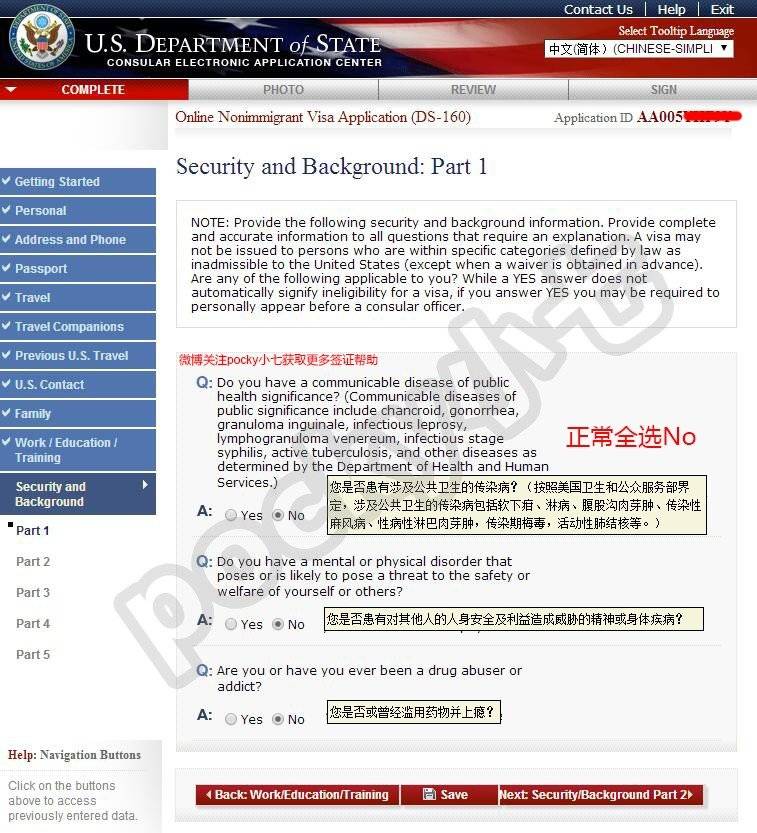 Contact Us | Help | Exit
Select Tooltip Language
中文(简体) (CHINESE-SIMPLI
U.S. DEPARTMENT of STATE
CONSULAR ELECTRONIC APPLICATION CENTER
COMPLETE PHOTO REVIEW SIGN
Online Nonimmigrant Visa Application (DS-160)
Application ID AA005
Security and Background: Part 1
Getting Started
Personal
Address and Phone
Passport
Travel
Travel Companions
Previous U.S. Travel
U.S. Contact
Family
Work / Education /
Training
Security and
Background
Part 1
Part 2
Part 3
Part 4
Part 5
Help: Navigation Buttons
Click on the buttons
above to access
previously entered data.
NOTE: Provide the following security and background information. Provide complete
and accurate information to all questions that require an explanation. A visa may
not be issued to persons who are within specific categories defined by law as
inadmissible to the United States (except when a waiver is obtained in advance).
Are any of the following applicable to you? While a YES answer does not
automatically signify ineligibility for a visa, if you answer YES you may be required to
personally appear before a consular officer.
微博关注pocky小七获取更多签证帮助
Q: Do you have a communicable disease of public
health significance? (Communicable diseases of
public significance include chancroid, gonorrhea,
granuloma inguinale, infectious leprosy,
lymphogranuloma venereum, infectious stage
syphilis, active tuberculosis, and other diseases as
determined by the Department of Health and Human
Services.)
正常全选No
您是否患有涉及公共卫生的传染病？（按照美国卫生和公众服务部界
定，涉及公共卫生的传染病包括软下疳、淋病、腹股沟肉芽肿、传染性
麻风病、性病性淋巴肉芽肿，传染期梅毒，活动性肺结核等。）
A: Yes No
Q: Do you have a mental or physical disorder that
poses or is likely to pose a threat to the safety or
welfare of yourself or others?
A: Yes No
您是否患有对其他人的人身安全及利益造成威胁的精神或身体疾病？
Q: Are you or have you ever been a drug abuser or
addict?
A: Yes No
您是否或曾经滥用药物并上瘾？
Back: Work/Education/Training
Save
Next: Security/Background Part 2
pocky小七